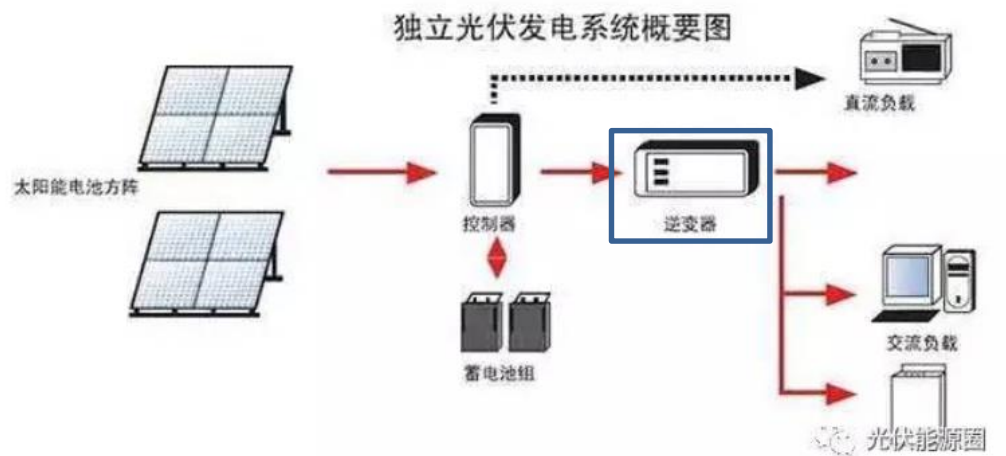 独立光伏发电系统概要图
直流负载
太阳能电池方阵
控制器
逆变器
蓄电池组
交流负载
光伏能源圈